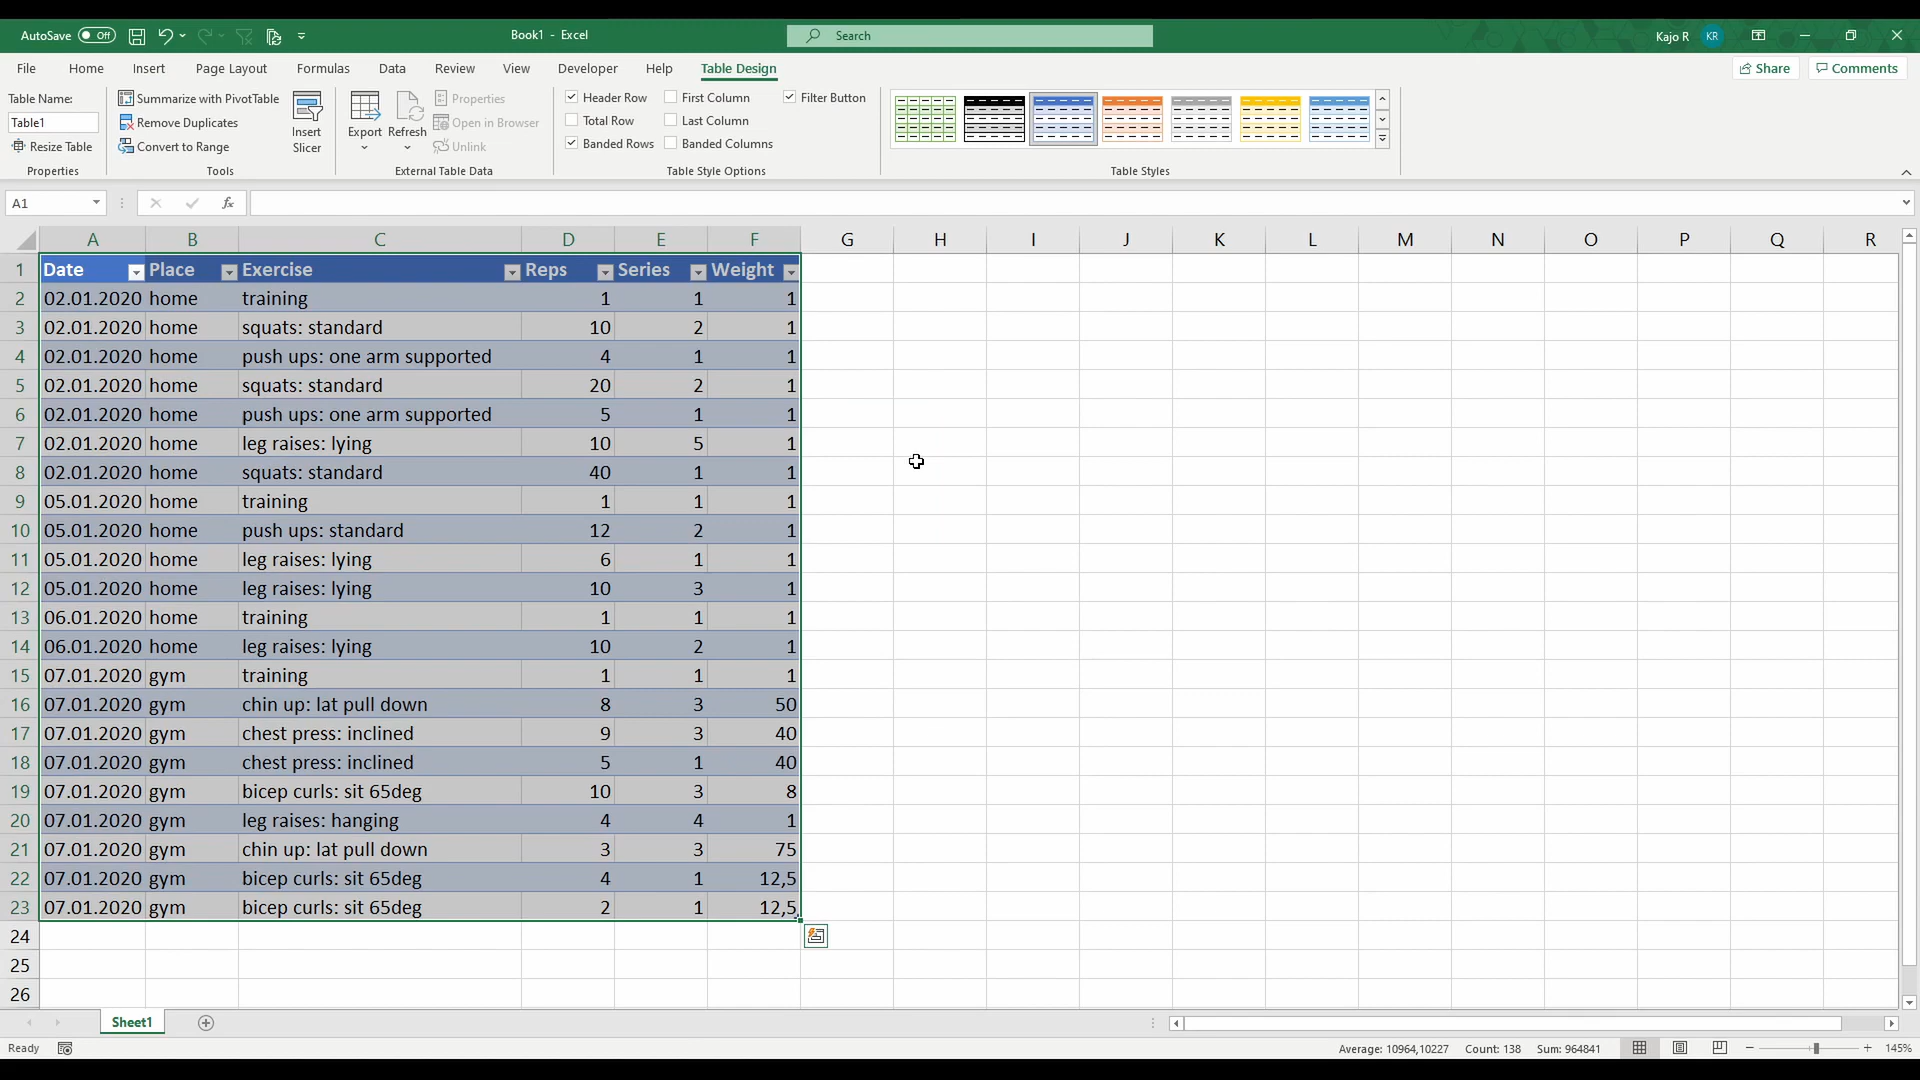 AutoSave Off Book1 - Excel Search Kajo R KR
File Home Insert Page Layout Formulas Data Review View Developer Help Table Design Share Comments
Table Name:
Table1
Resize Table
Properties
Summarize with PivotTable
Remove Duplicates
Convert to Range
Insert
Slicer
Tools
Export
Refresh
Properties
Open in Browser
Unlink
External Table Data
Header Row First Column Filter Button
Total Row Last Column
Banded Rows Banded Columns
Table Style Options
Table Styles
A1 fx
A B C D E F G H I J K L M N O P Q R
1 Date Place Exercise Reps Series Weight
2 02.01.2020 home training 1 1 1
3 02.01.2020 home squats: standard 10 2 1
4 02.01.2020 home push ups: one arm supported 4 1 1
5 02.01.2020 home squats: standard 20 2 1
6 02.01.2020 home push ups: one arm supported 5 1 1
7 02.01.2020 home leg raises: lying 10 5 1
8 02.01.2020 home squats: standard 40 1 1
9 05.01.2020 home training 1 1 1
10 05.01.2020 home push ups: standard 12 2 1
11 05.01.2020 home leg raises: lying 6 1 1
12 05.01.2020 home leg raises: lying 10 3 1
13 06.01.2020 home training 1 1 1
14 06.01.2020 home leg raises: lying 10 2 1
15 07.01.2020 gym training 1 1 1
16 07.01.2020 gym chin up: lat pull down 8 3 50
17 07.01.2020 gym chest press: inclined 9 3 40
18 07.01.2020 gym chest press: inclined 5 1 40
19 07.01.2020 gym bicep curls: sit 65deg 10 3 8
20 07.01.2020 gym leg raises: hanging 4 4 1
21 07.01.2020 gym chin up: lat pull down 3 3 75
22 07.01.2020 gym bicep curls: sit 65deg 4 1 12,5
23 07.01.2020 gym bicep curls: sit 65deg 2 1 12,5
24
25
26
Sheet1
Ready Average: 10964,10227 Count: 138 Sum: 964841 145%